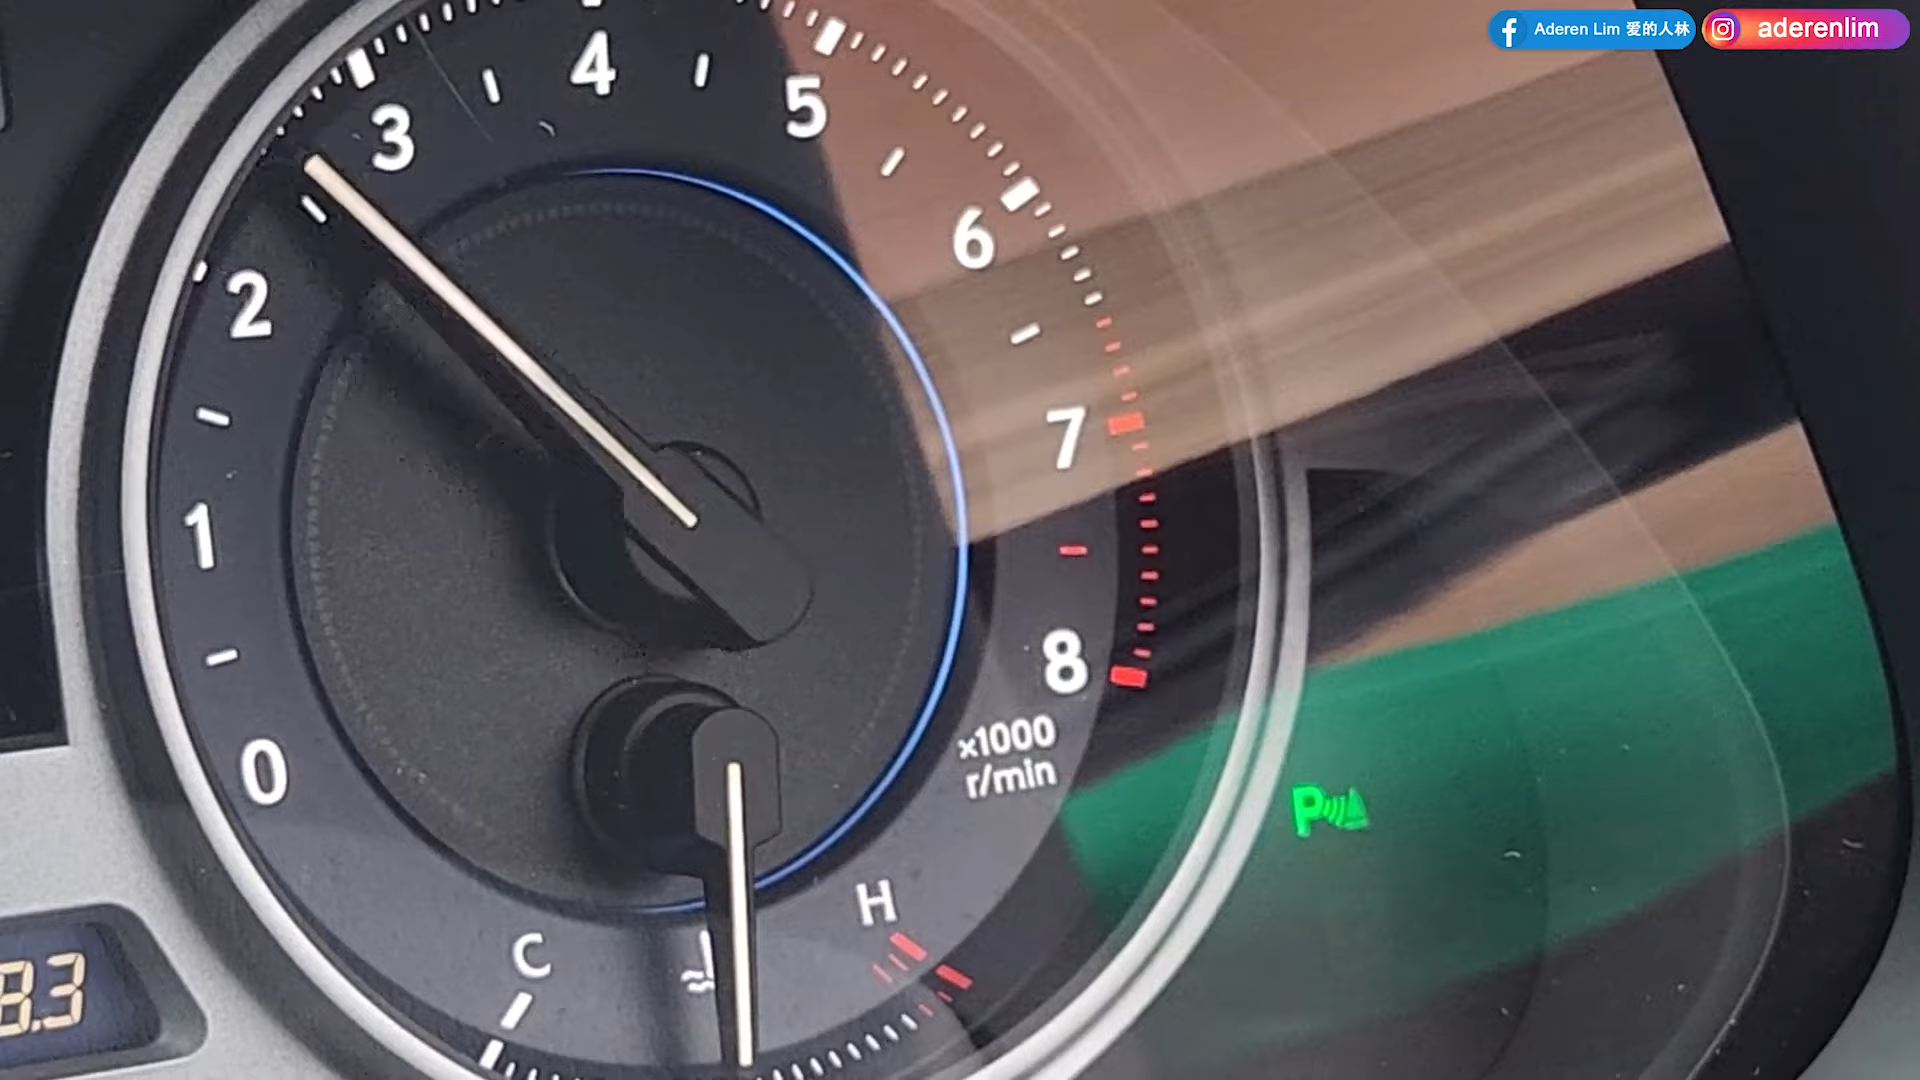 Aderen Lim 爱的人林
aderenlim
4
5
3
6
2
7
1
8
0
x1000
r/min
P
H
C
8.3